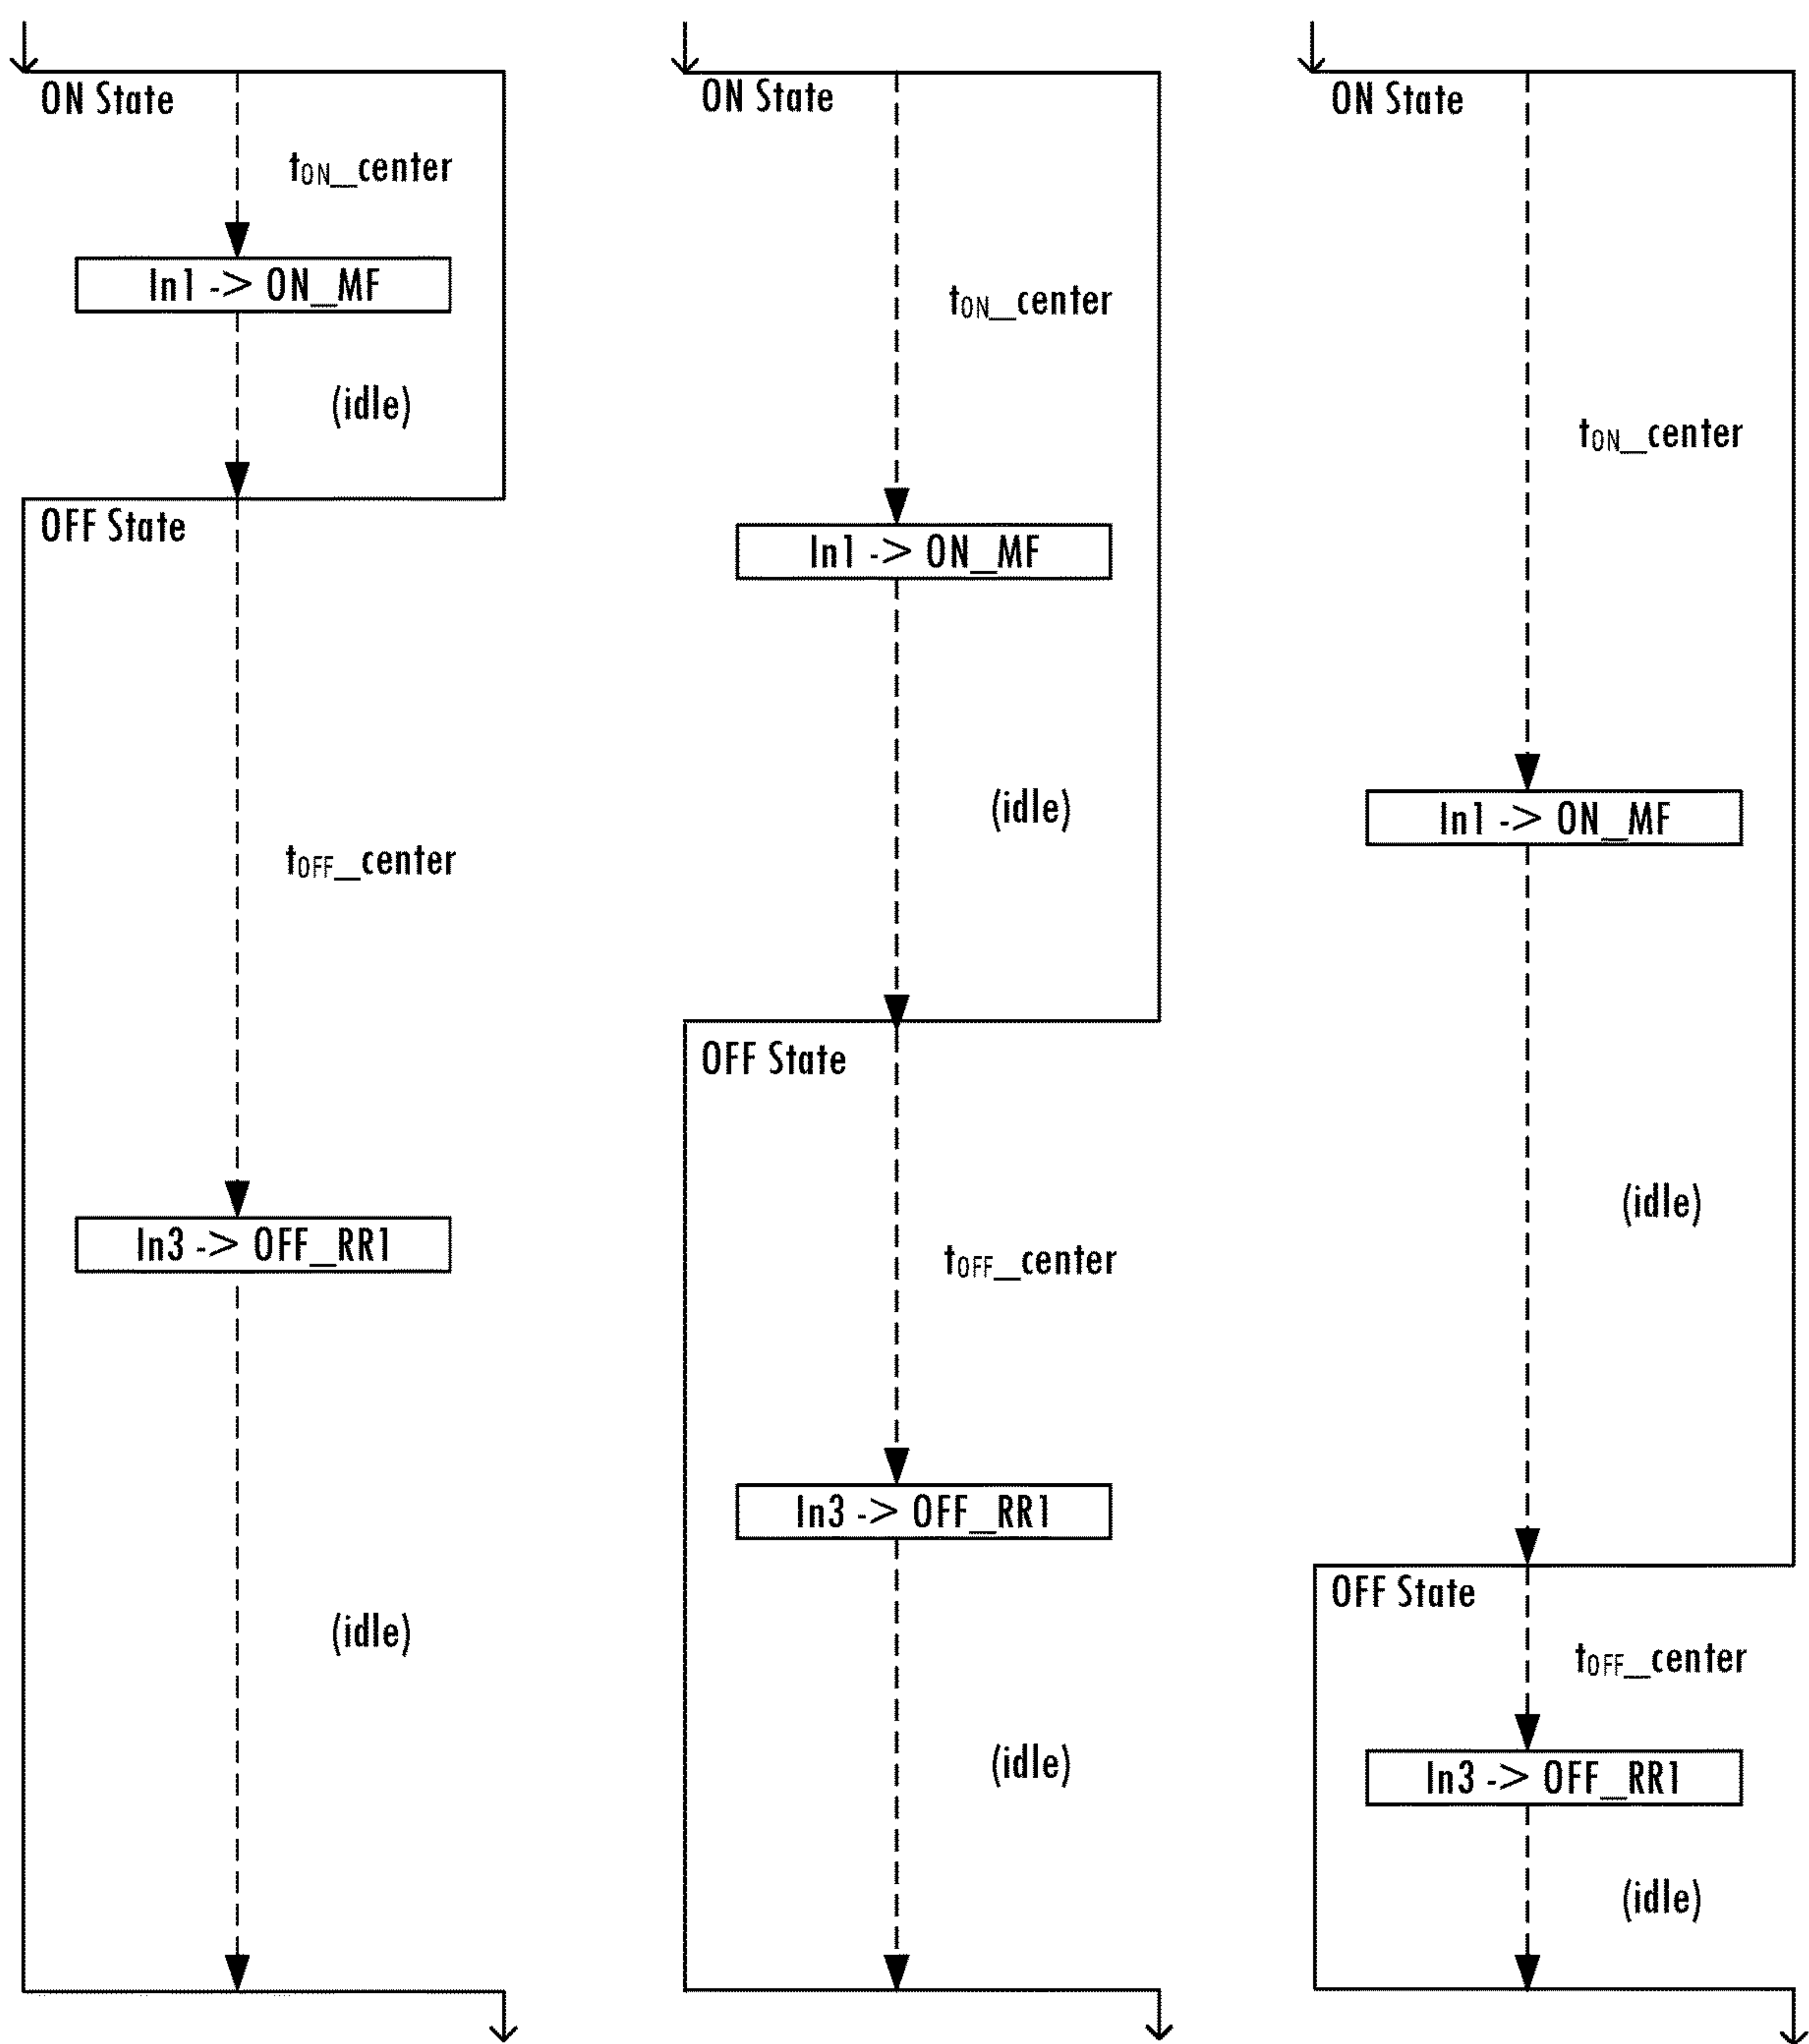 ON State
tON_center
In1 -> ON_MF
(idle)
OFF State
tOFF_center
In3 -> OFF_RR1
(idle)
ON State
tON_center
In1 -> ON_MF
(idle)
OFF State
tOFF_center
In3 -> OFF_RR1
(idle)
ON State
tON_center
In1 -> ON_MF
(idle)
OFF State
tOFF_center
In3 -> OFF_RR1
(idle)